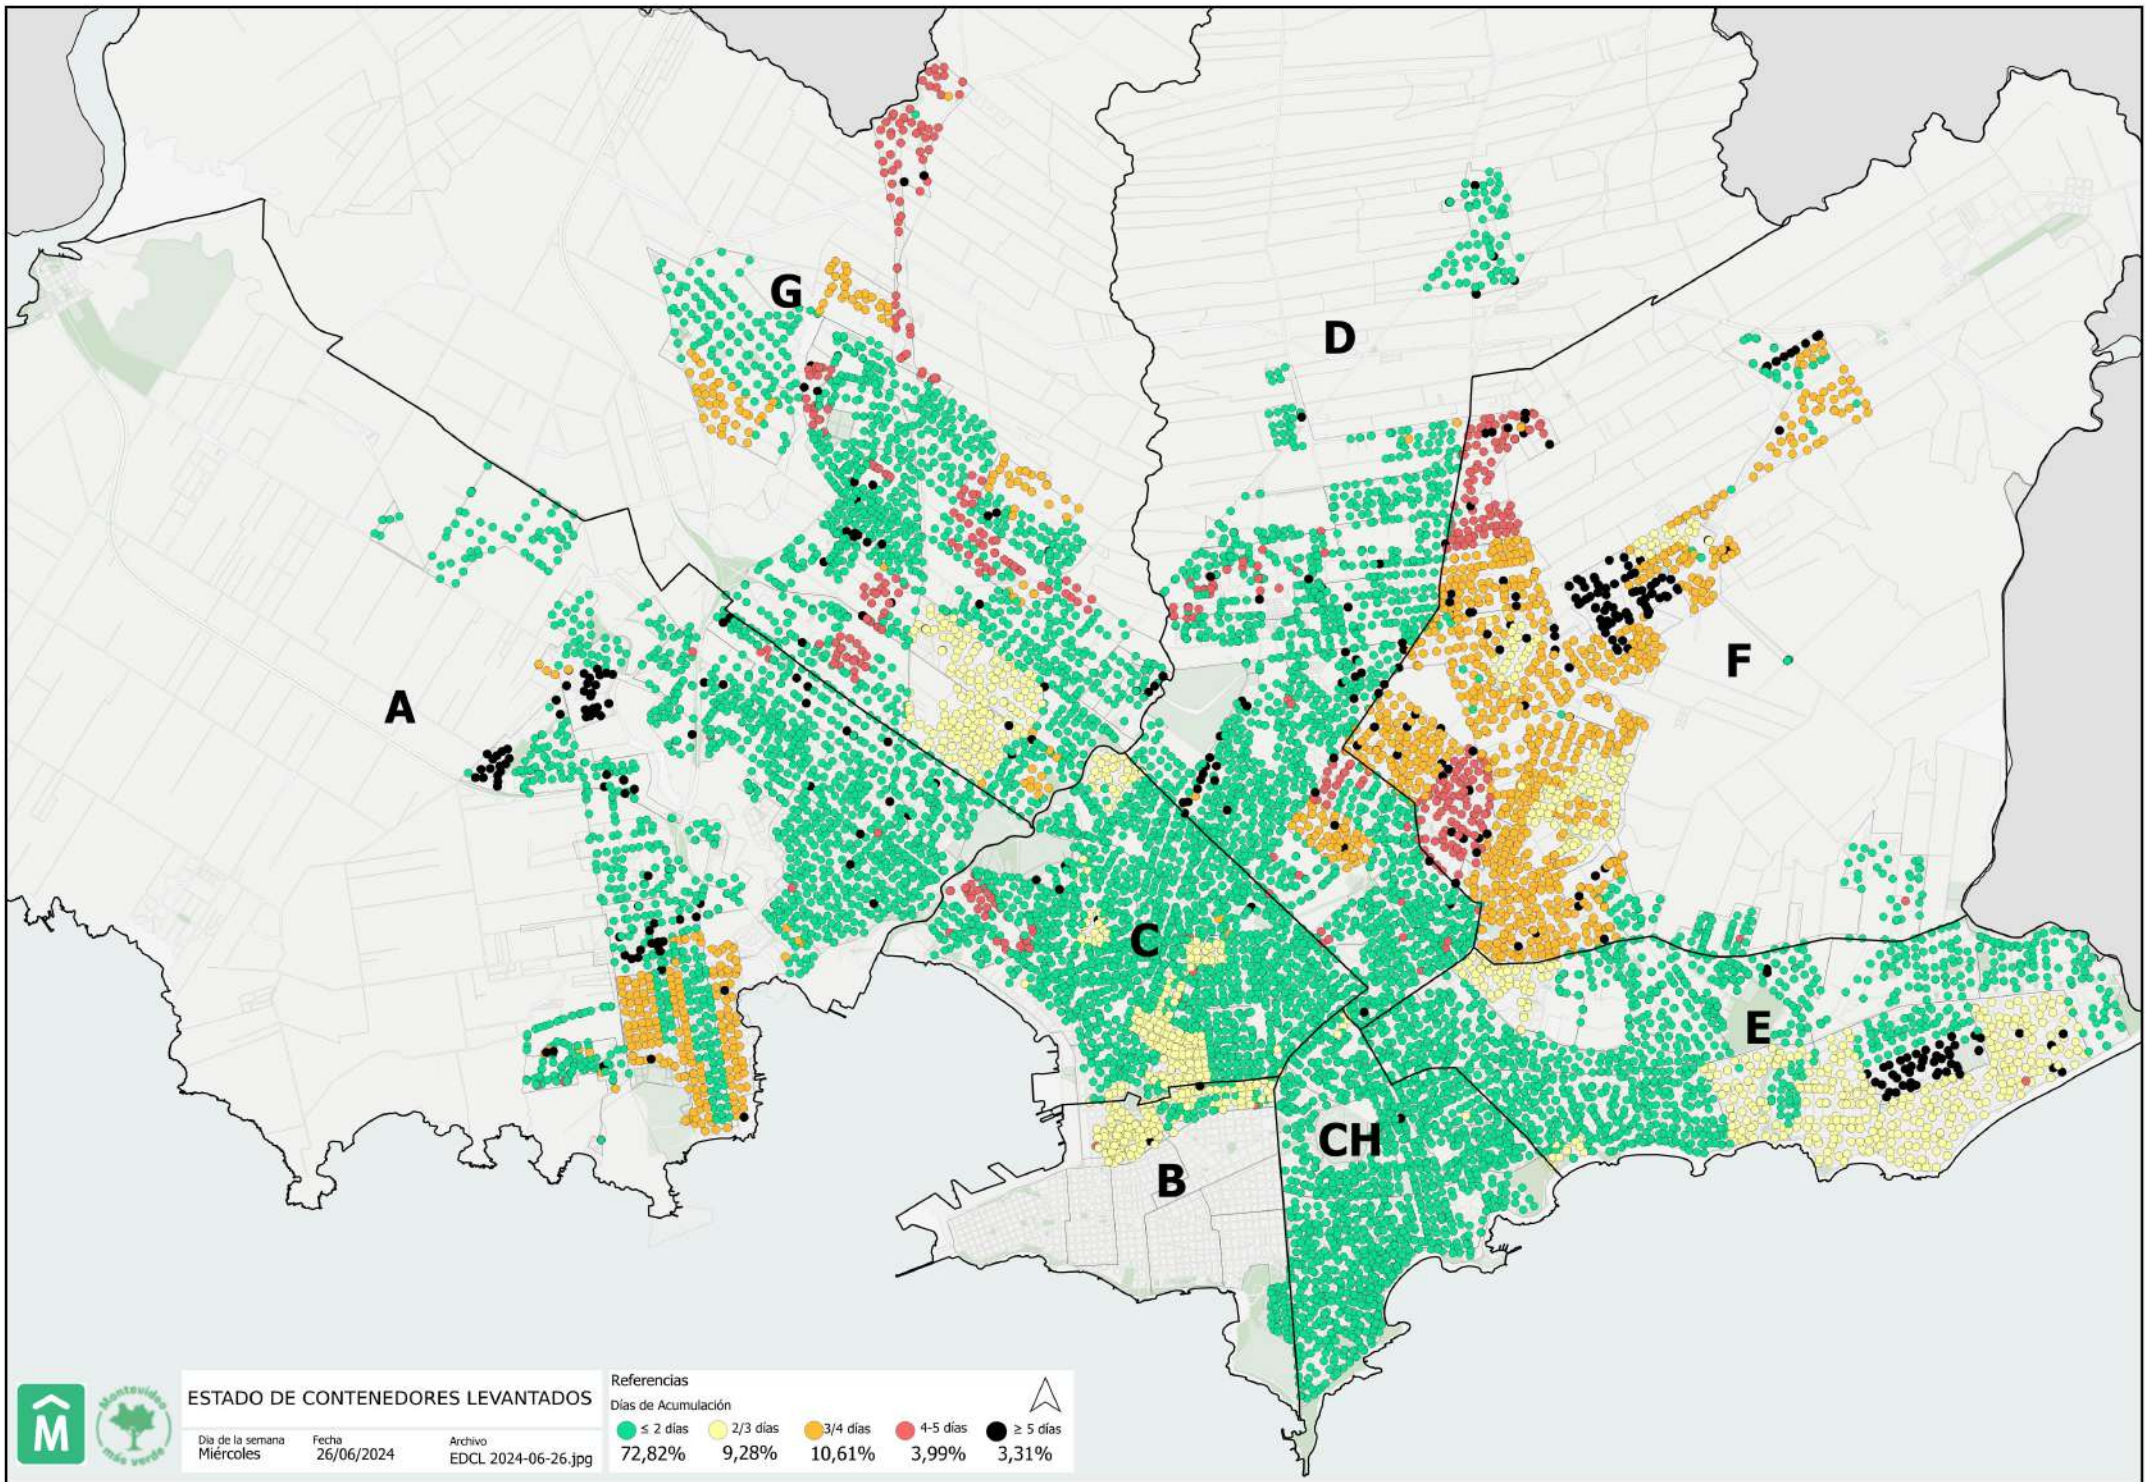 G
D
F
A
C
E
CH
B
Montevideo
más verde
M
ESTADO DE CONTENEDORES LEVANTADOS
Día de la semana
Miércoles
Fecha
26/06/2024
Archivo
EDCL 2024-06-26.jpg
Referencias
Días de Acumulación
≤ 2 días 2/3 días 3/4 días 4-5 días ≥ 5 días
72,82% 9,28% 10,61% 3,99% 3,31%